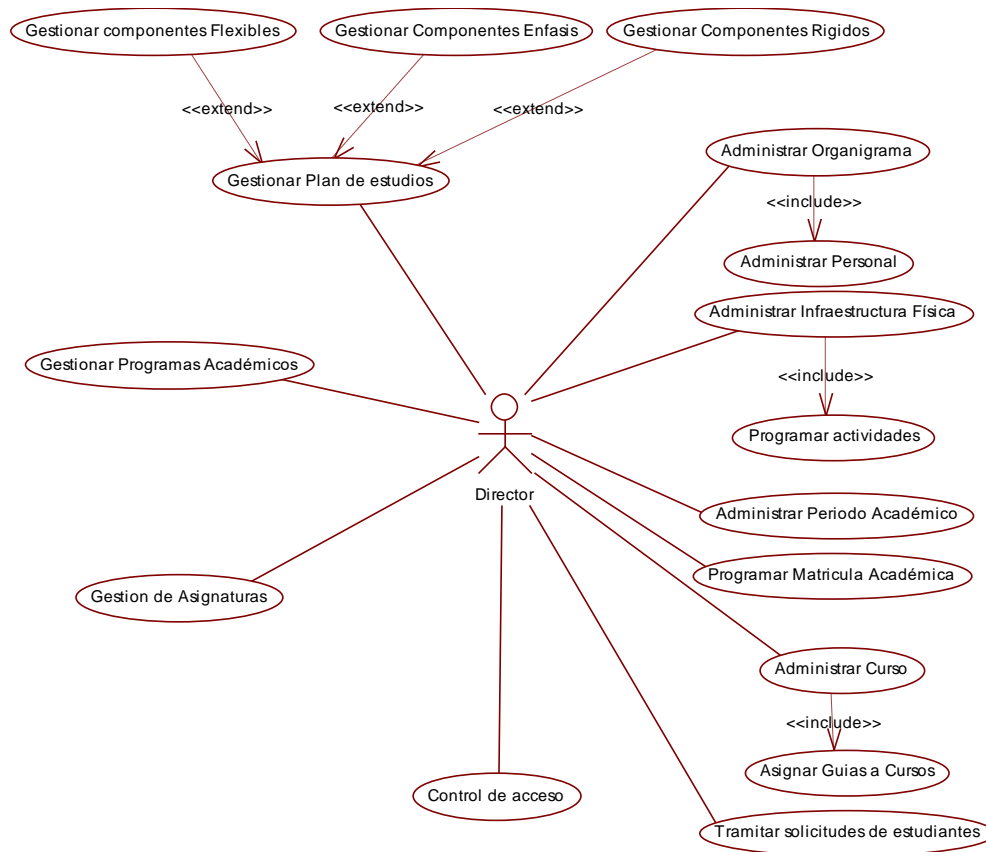 Gestionar componentes Flexibles
Gestionar Componentes Enfasis
Gestionar Componentes Rigidos
<<extend>>
<<extend>>
<<extend>>
Gestionar Plan de estudios
Administrar Organigrama
<<include>>
Administrar Personal
Administrar Infraestructura Física
<<include>>
Programar actividades
Gestionar Programas Académicos
Director
Administrar Periodo Académico
Programar Matricula Académica
Gestion de Asignaturas
Administrar Curso
<<include>>
Asignar Guias a Cursos
Control de acceso
Tramitar solicitudes de estudiantes